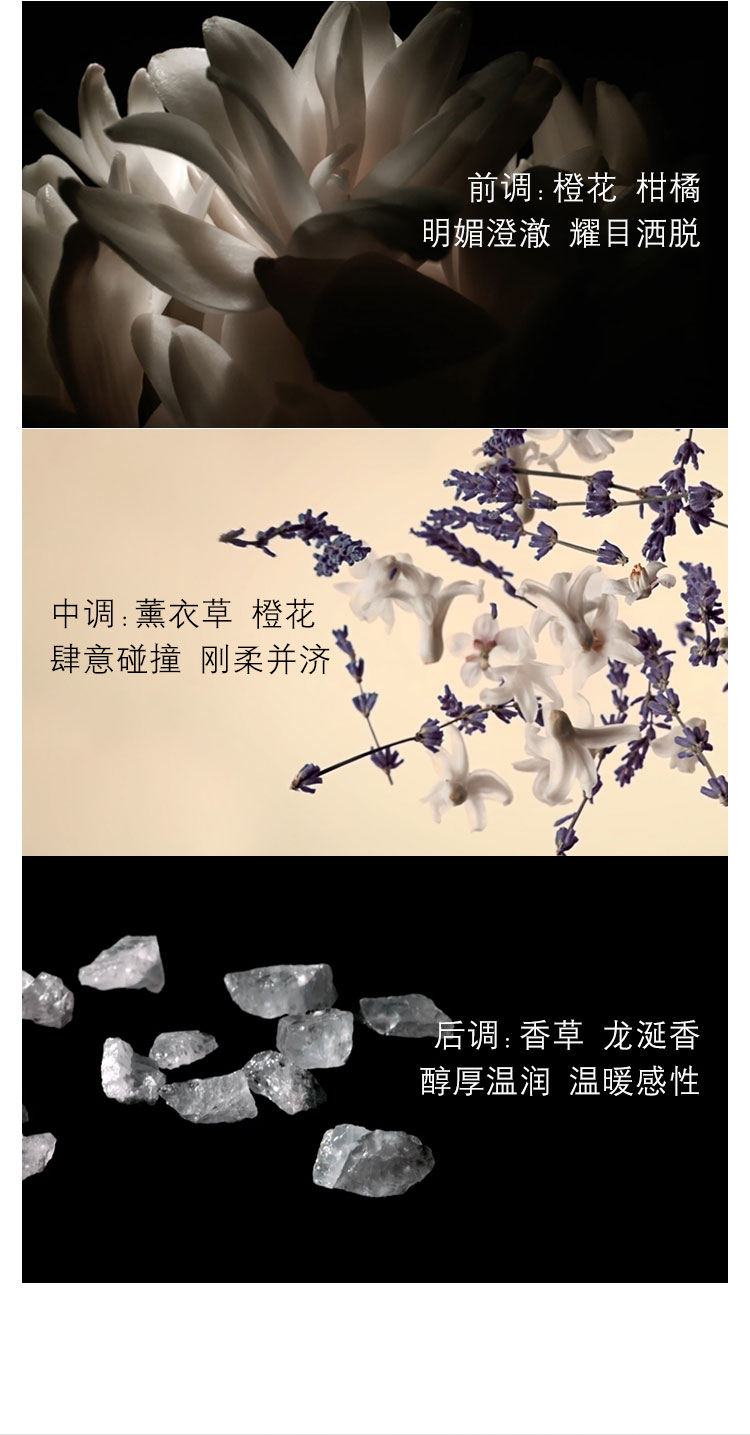 前调:橙花 柑橘
明媚澄澈 耀目洒脱
中调:薰衣草 橙花
肆意碰撞 刚柔并济
后调:香草 龙涎香
醇厚温润 温暖感性